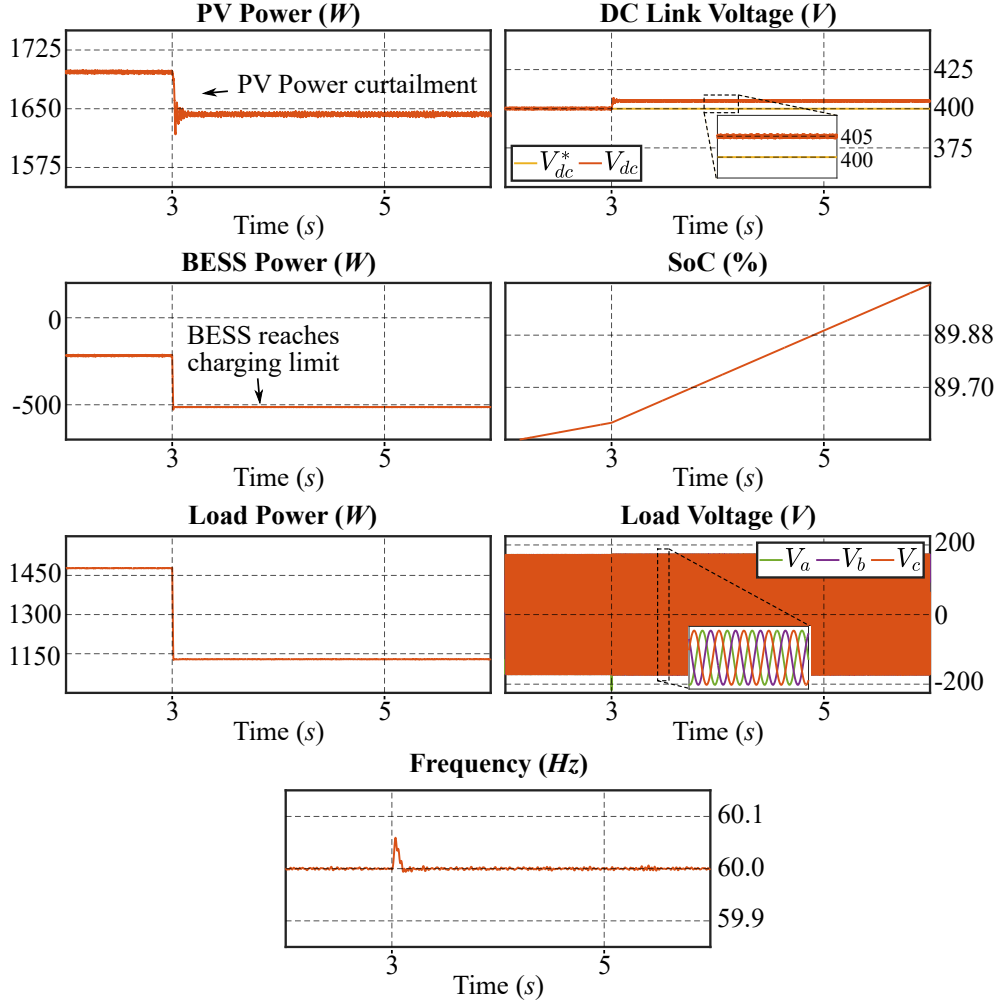 PV Power (W)
1725
1650
1575
PV Power curtailment
3
5
Time (s)
DC Link Voltage (V)
425
400
375
405
400
V*dc
Vdc
3
5
Time (s)
BESS Power (W)
0
-500
BESS reaches
charging limit
3
5
Time (s)
SoC (%)
89.88
89.70
3
5
Time (s)
Load Power (W)
1450
1300
1150
3
5
Time (s)
Load Voltage (V)
200
0
-200
Va
Vb
Vc
3
5
Time (s)
Frequency (Hz)
60.1
60.0
59.9
3
5
Time (s)